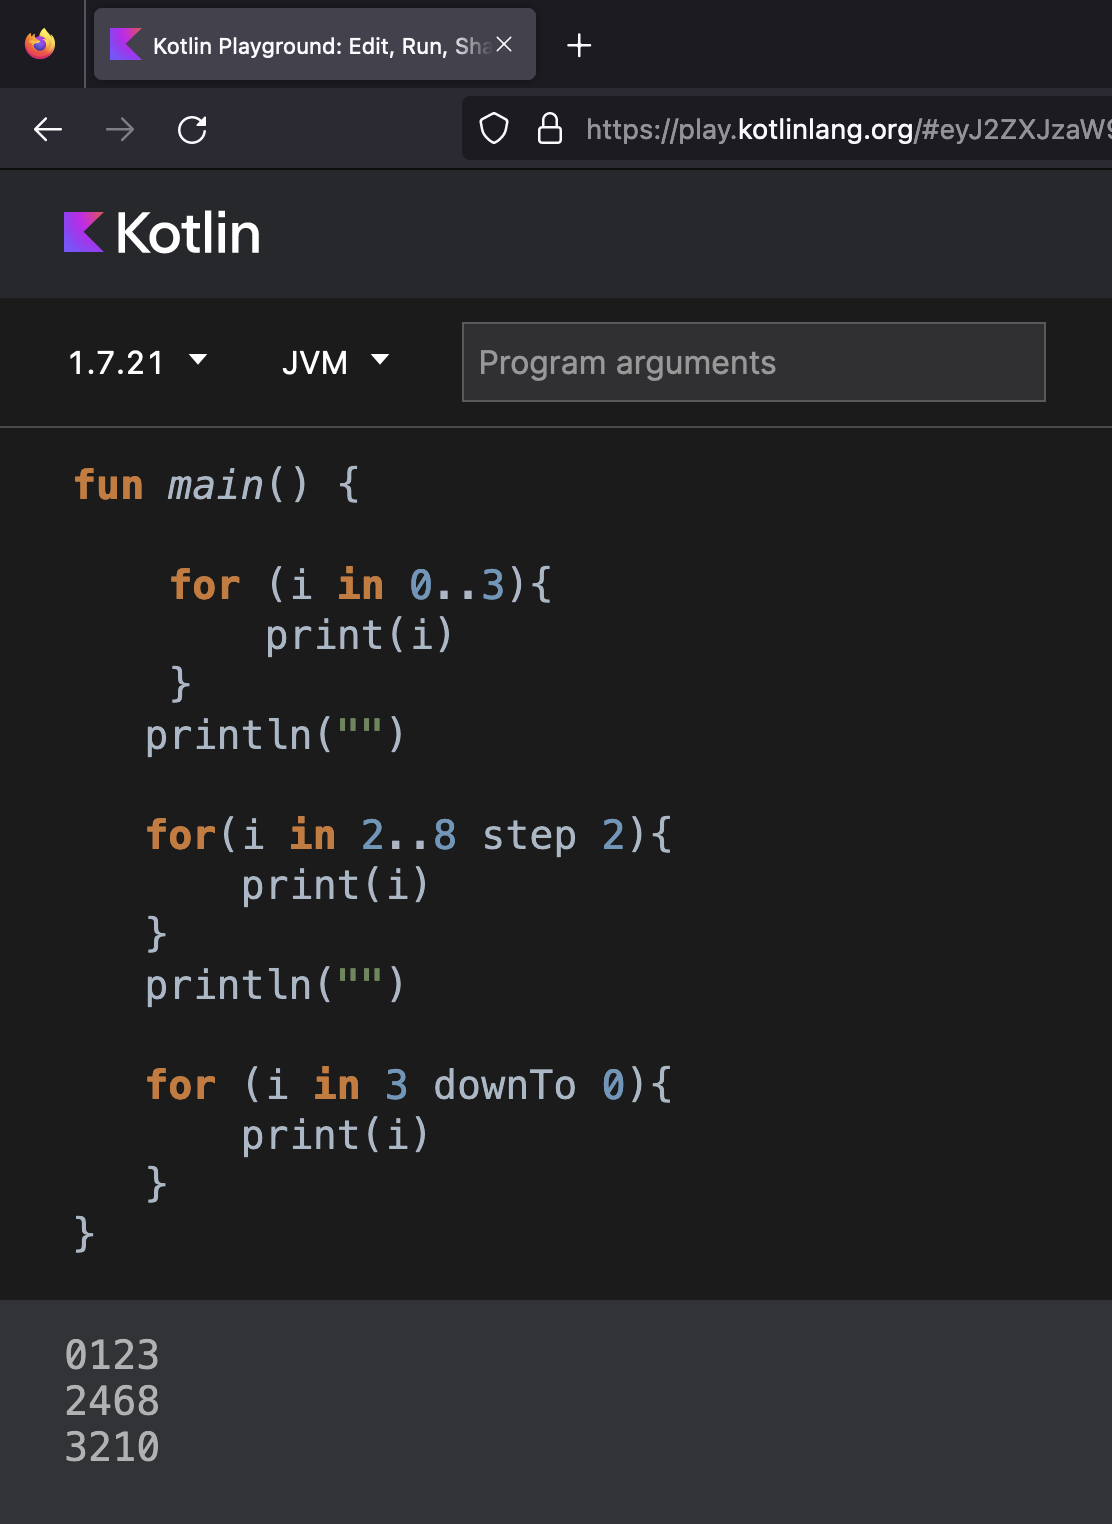 Kotlin Playground: Edit, Run, Sha
https://play.kotlinlang.org/#eyJ2ZXJzaW9
Kotlin
1.7.21 JVM Program arguments
fun main() {
for (i in 0..3){
print(i)
}
println("")
for(i in 2..8 step 2){
print(i)
}
println("")
for (i in 3 downTo 0){
print(i)
}
}
0123
2468
3210